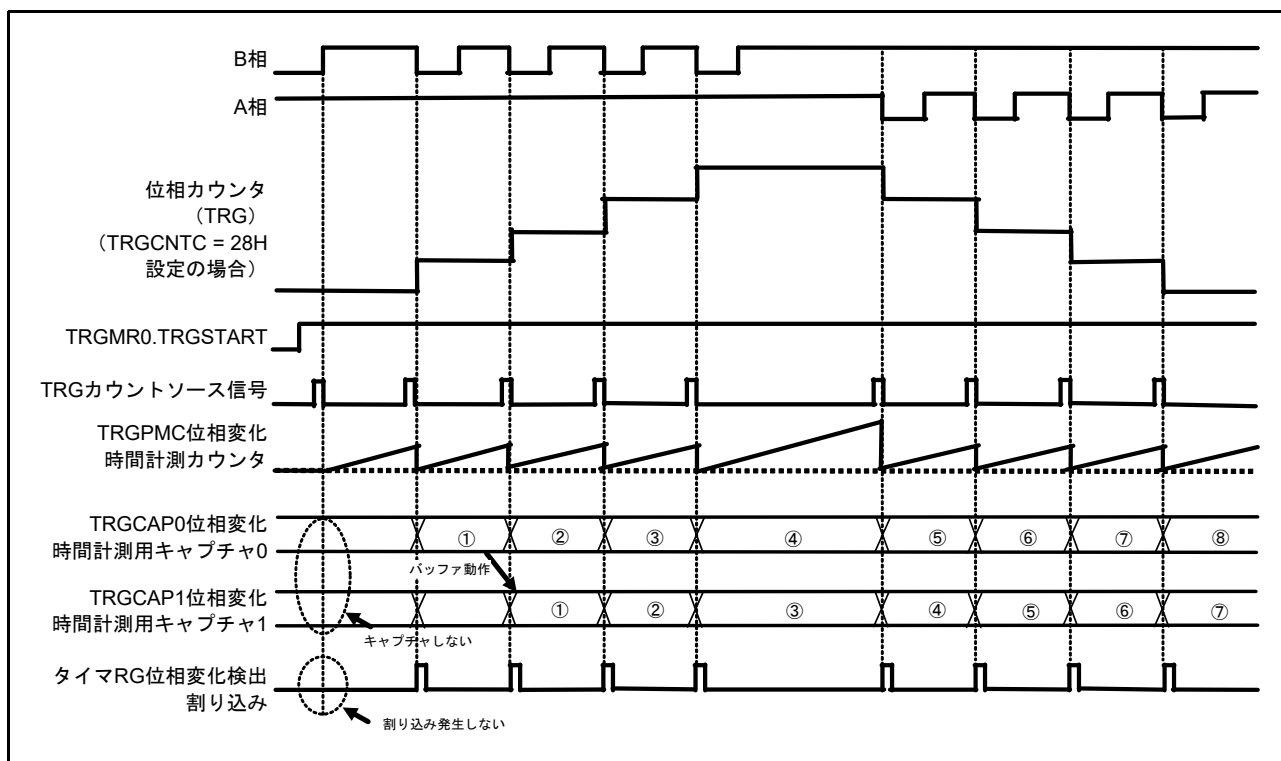 B相
A相
位相カウンタ
（TRG）
（TRGCNTC = 28H
設定の場合）
TRGMR0.TRGSTART
TRGカウントソース信号
TRGPMC位相変化
時間計測カウンタ
TRGCAP0位相変化
時間計測用キャプチャ0
① ② ③ ④ ⑤ ⑥ ⑦ ⑧
バッファ動作
TRGCAP1位相変化
時間計測用キャプチャ1
① ② ③ ④ ⑤ ⑥ ⑦
キャプチャしない
タイマRG位相変化検出
割り込み
割り込み発生しない